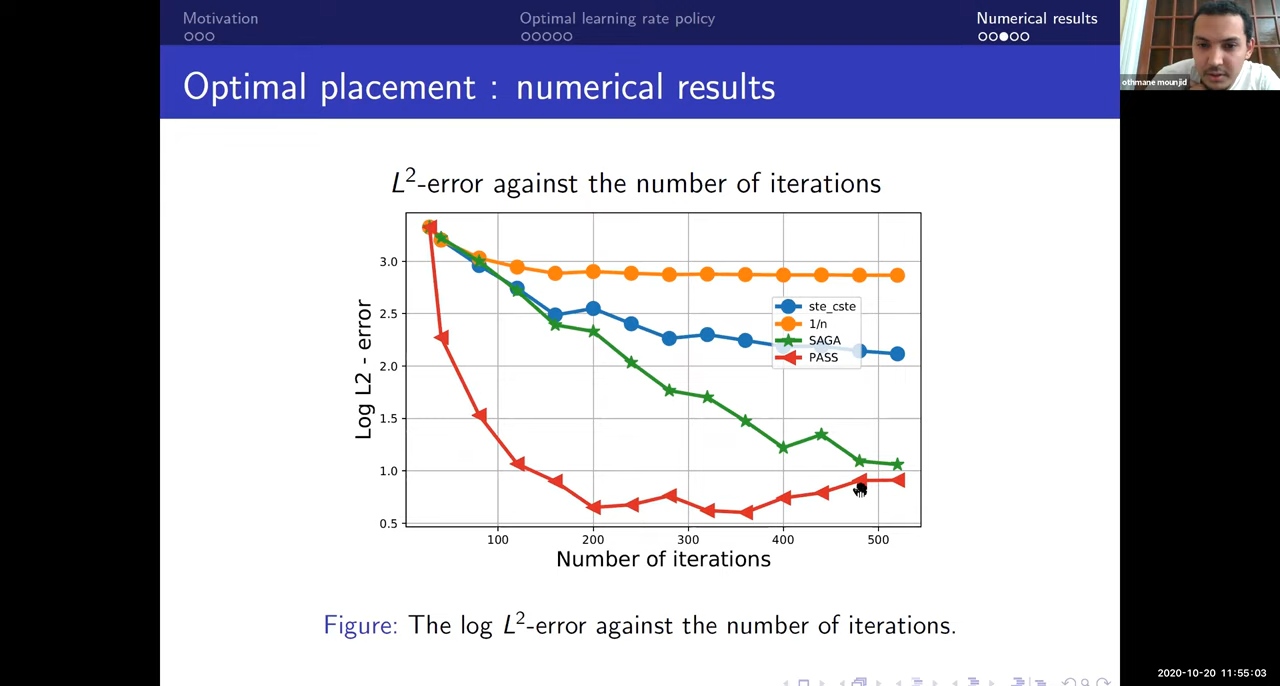 Motivation
Optimal learning rate policy
Numerical results
othmane mounjid
Optimal placement : numerical results
L²-error against the number of iterations
Log L2 - error
3.0
2.5
2.0
1.5
1.0
0.5
ste_cste
1/n
SAGA
PASS
100 200 300 400 500
Number of iterations
Figure: The log L²-error against the number of iterations.
2020-10-20 11:55:03